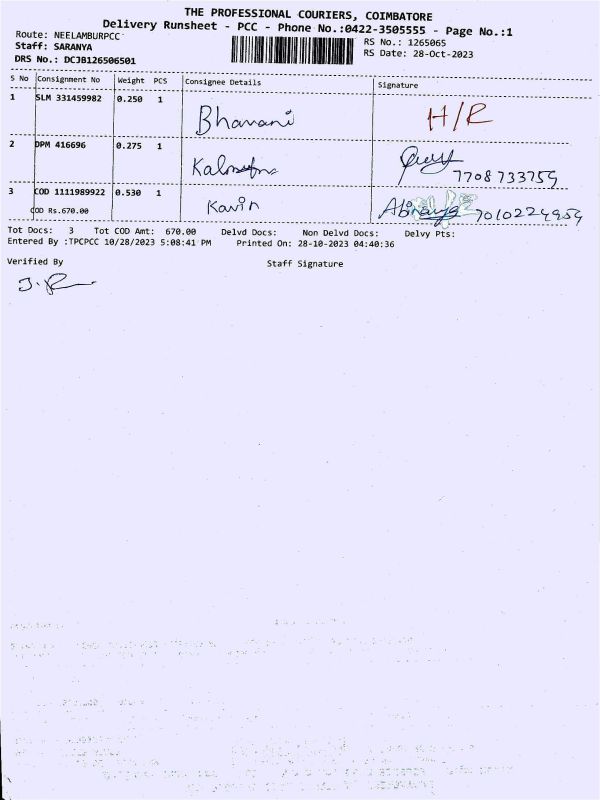 THE PROFESSIONAL COURIERS, COIMBATORE
Delivery Runsheet - PCC - Phone No.:0422-3505555 - Page No.:1
Route: NEELAMBURPCC
Staff: SARANYA
DRS No.: DCJB126506501
RS No.: 1265065
RS Date: 28-Oct-2023
S No Consignment No Weight PCS Consignee Details Signature
1 SLM 331459982 0.250 1 Bhavani H/R
2 DPM 416696 0.275 1 7708733759
3 COD 1111989922 0.530 1 Kavin Abinaya 7010224954
COD Rs.670.00
Tot Docs: 3 Tot COD Amt: 670.00 Delvd Docs: Non Delvd Docs: Delvy Pts:
Entered By :TPCPCC 10/28/2023 5:08:41 PM Printed On: 28-10-2023 04:40:36
Verified By Staff Signature